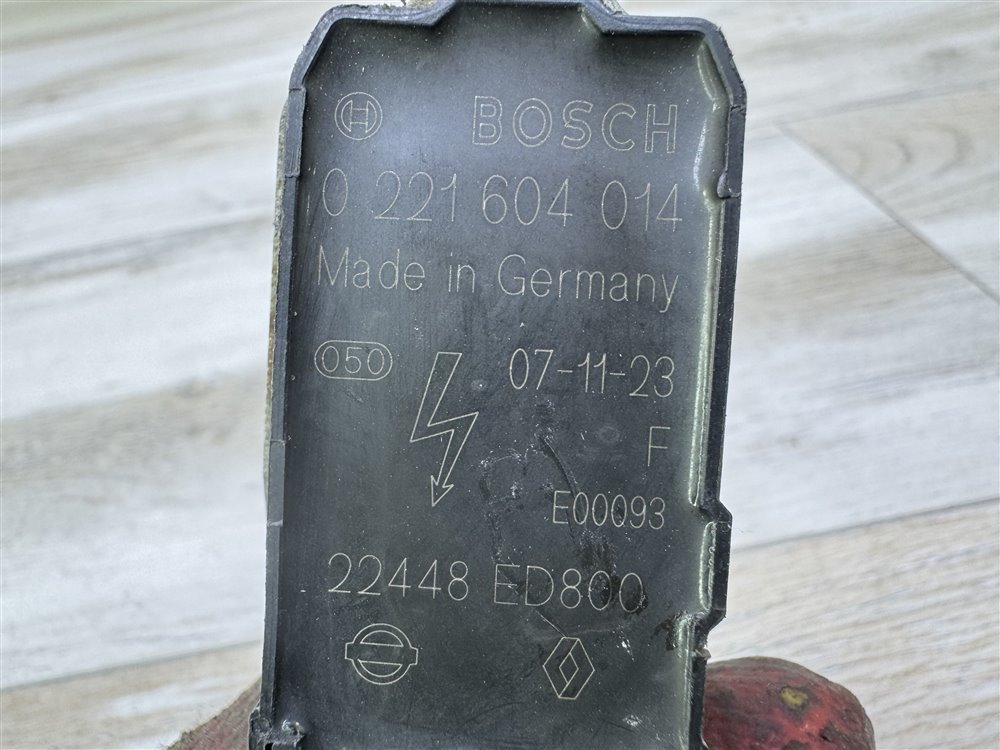 BOSCH
0 221 604 014
Made in Germany
050 07-11-23
F
E00093
22448 ED800